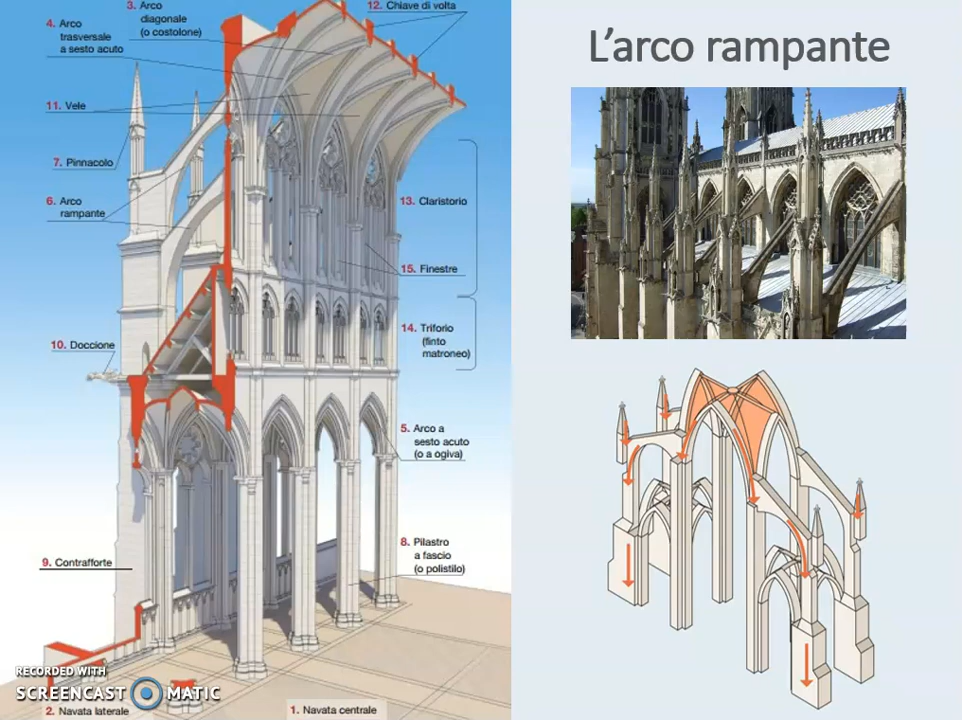 L'arco rampante
3. Arco
diagonale
(o costolone)
12. Chiave di volta
4. Arco
trasversale
a sesto acuto
11. Vele
7. Pinnacolo
6. Arco
rampante
13. Claristorio
15. Finestre
14. Triforio
(finto
matroneo)
10. Doccione
5. Arco a
sesto acuto
(o a ogiva)
8. Pilastro
a fascio
(o polistilo)
9. Contrafforte
RECORDED WITH
SCREENCAST MATIC
2. Navata laterale
1. Navata centrale